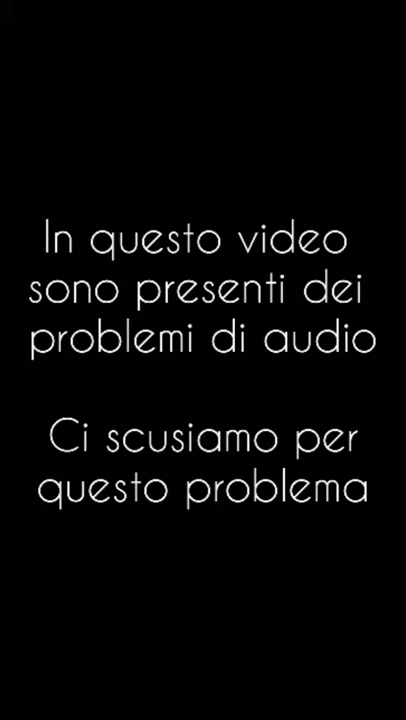 In questo video
sono presenti dei
problemi di audio
Ci scusiamo per
questo problema